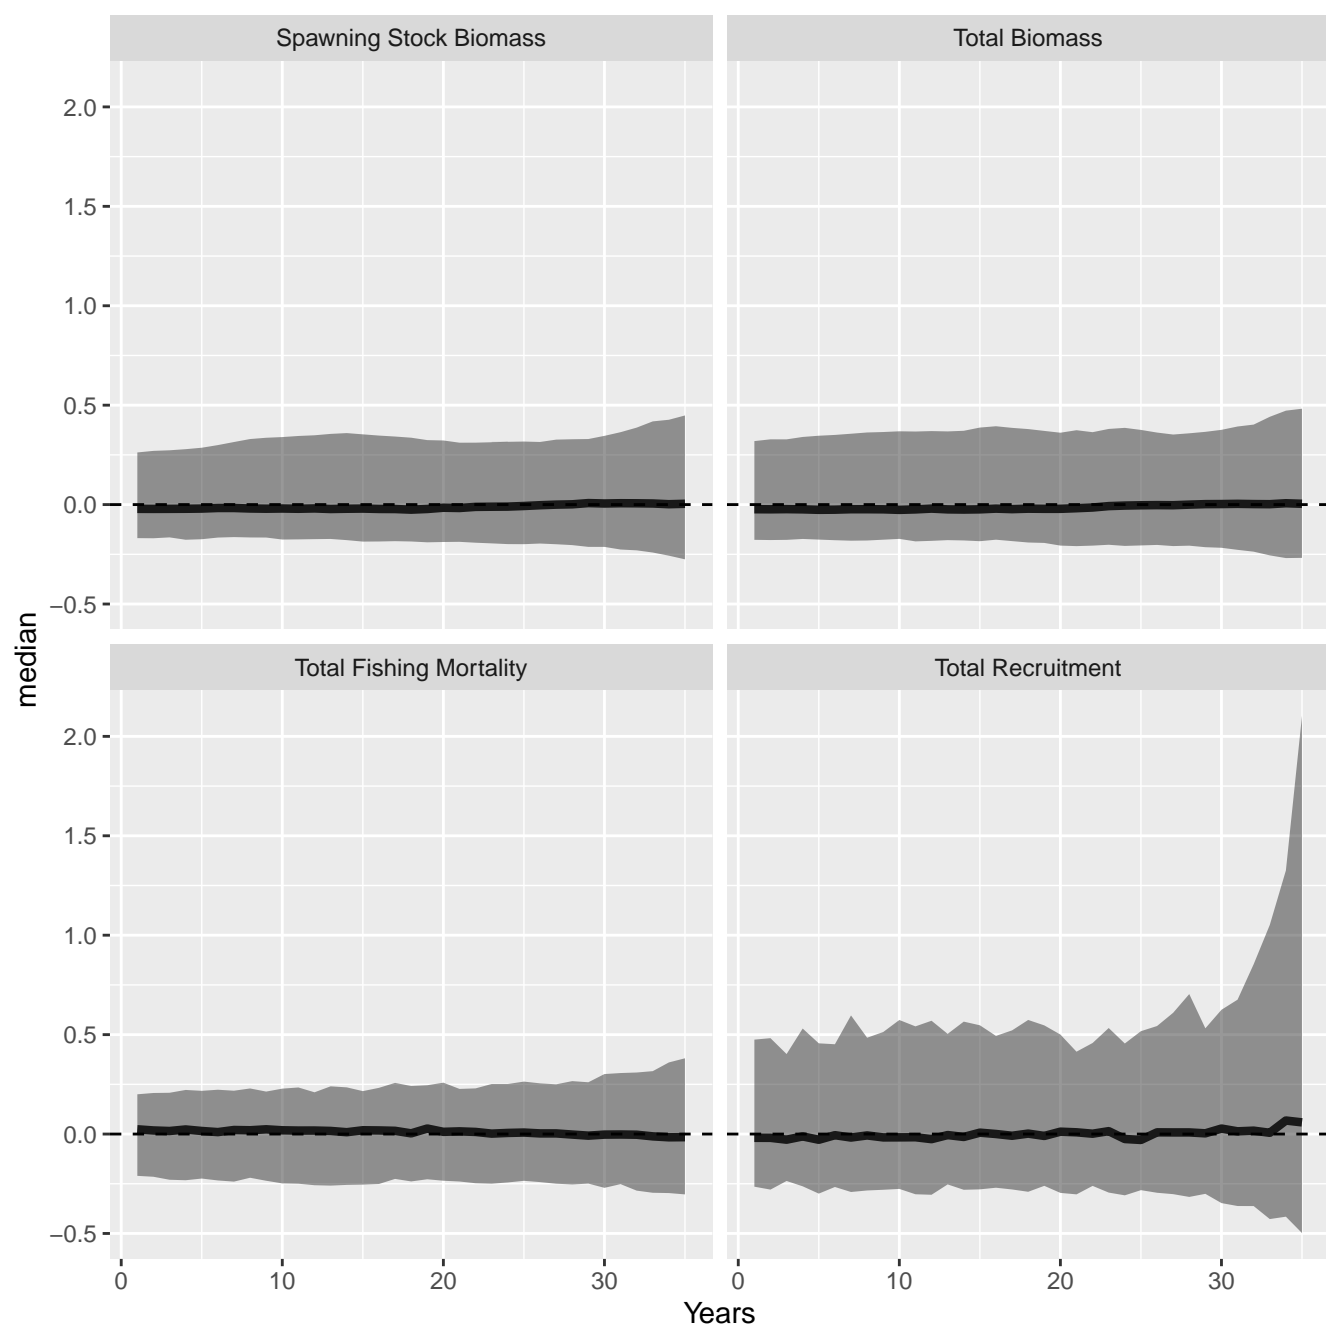 Spawning Stock Biomass
Total Biomass
2.0
1.5
1.0
0.5
0.0
−0.5
median
Total Fishing Mortality
Total Recruitment
2.0
1.5
1.0
0.5
0.0
−0.5
0 10 20 30
0 10 20 30
Years